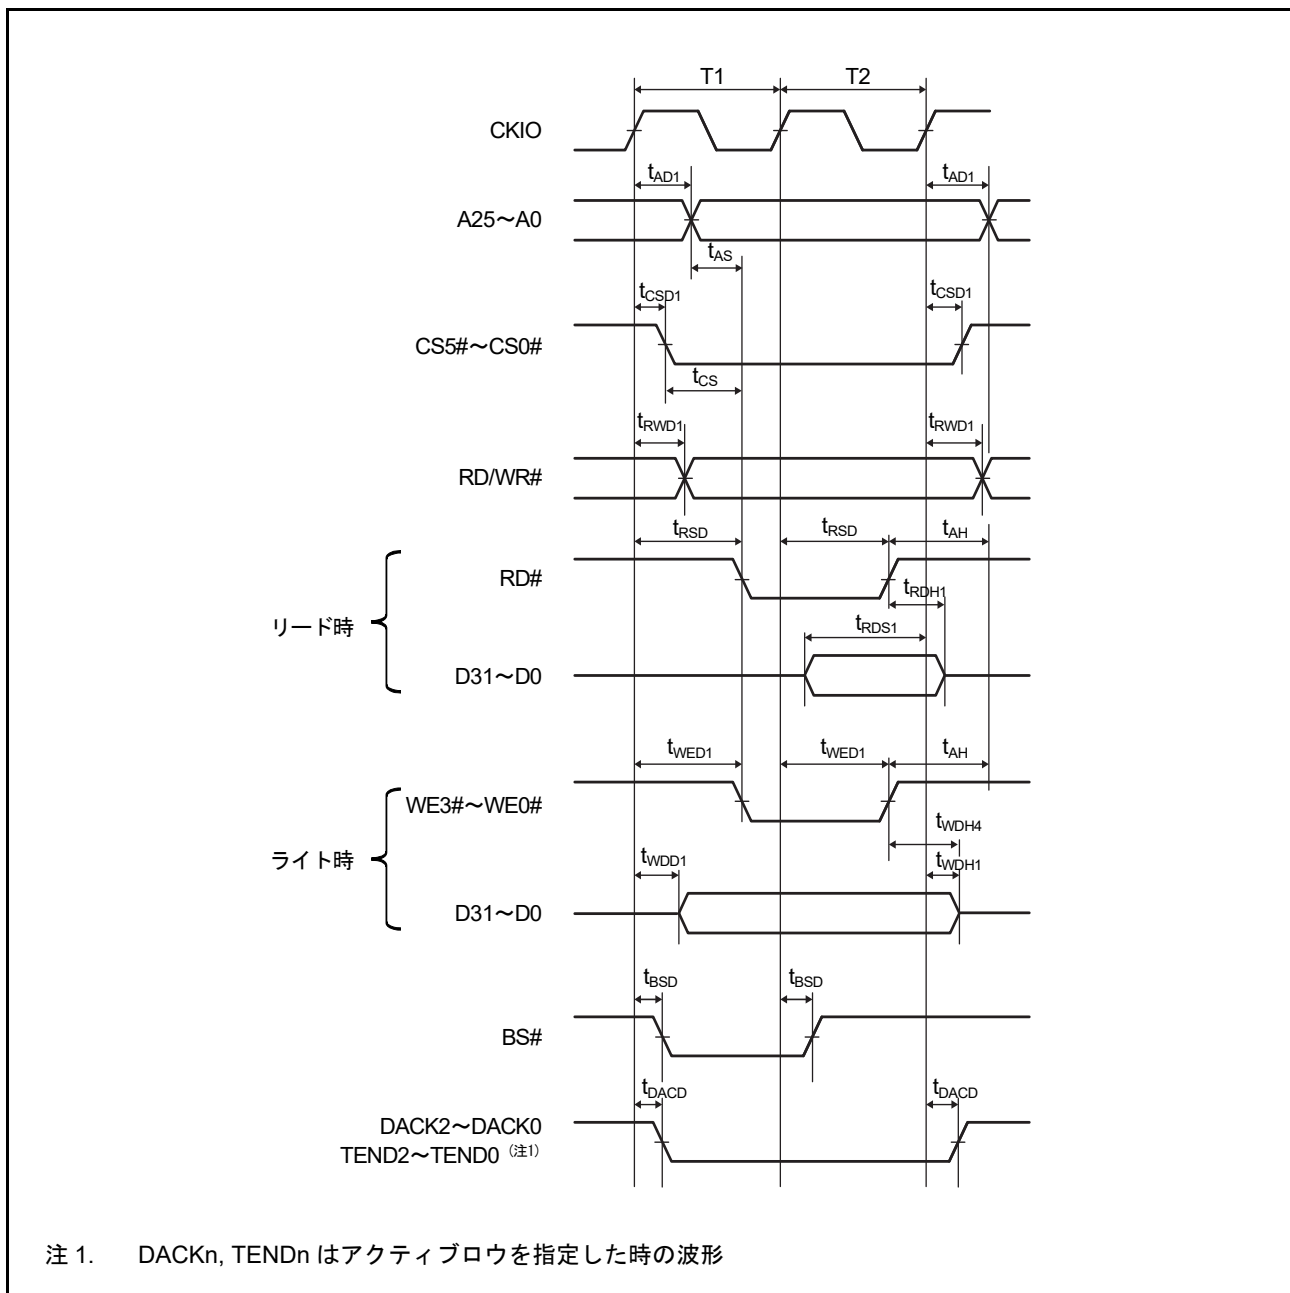 T1 T2
CKIO
tAD1 tAD1
A25～A0
tAS
tCSD1 tCSD1
CS5#～CS0#
tCS
tRWD1 tRWD1
RD/WR#
tRSD tRSD tAH
RD#
tRDH1
リード時
tRDS1
D31～D0
tWED1 tWED1 tAH
WE3#～WE0#
tWDH4
ライト時
tWDD1 tWDH1
D31～D0
tBSD tBSD
BS#
tDACD tDACD
DACK2～DACK0
TEND2～TEND0 (注1)
注 1. DACKn, TENDn はアクティブロウを指定した時の波形